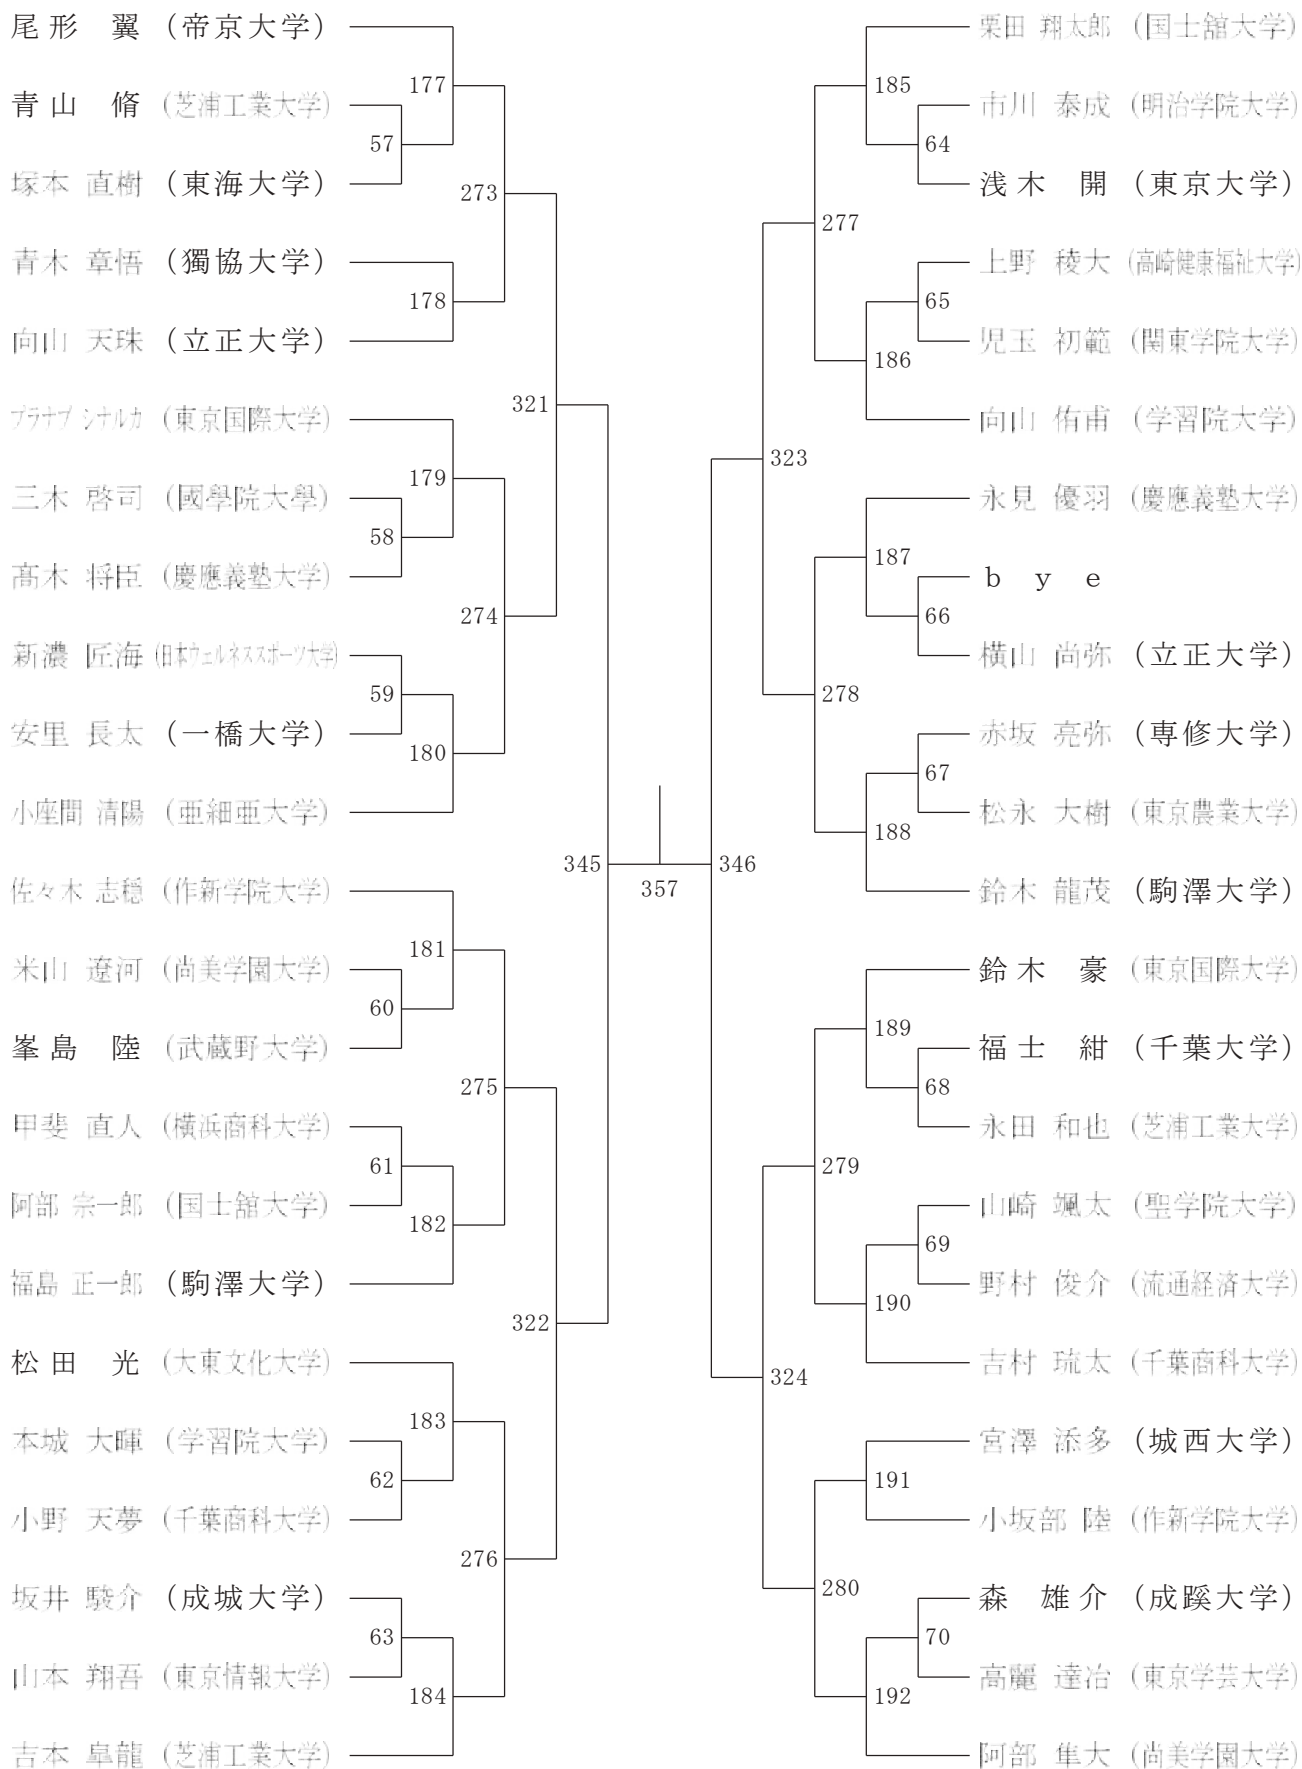 尾形 翼 (帝京大学)
177
青山 脩 (芝浦工業大学)
57
塚本 直樹 (東海大学)
273
青木 章悟 (獨協大学)
178
向山 天珠 (立正大学)
321
プラナブ シナルカ (東京国際大学)
179
三木 啓司 (國學院大學)
58
髙木 将臣 (慶應義塾大学)
274
新濃 匠海 (日本ウェルネススポーツ大学)
59
安里 長太 (一橋大学)
180
小座間 清陽 (亜細亜大学)
345
佐々木 志穏 (作新学院大学)
181
米山 遼河 (尚美学園大学)
60
峯島 陸 (武蔵野大学)
275
甲斐 直人 (横浜商科大学)
61
阿部 宗一郎 (国士舘大学)
182
福島 正一郎 (駒澤大学)
322
松田 光 (大東文化大学)
183
本城 大暉 (学習院大学)
62
小野 天夢 (千葉商科大学)
276
坂井 駿介 (成城大学)
63
山本 翔吾 (東京情報大学)
184
吉本 皐龍 (芝浦工業大学)
357
栗田 翔太郎 (国士舘大学)
185
市川 泰成 (明治学院大学)
64
浅木 開 (東京大学)
277
上野 稜大 (高崎健康福祉大学)
65
児玉 初範 (関東学院大学)
186
向山 侑甫 (学習院大学)
323
永見 優羽 (慶應義塾大学)
187
bye
66
横山 尚弥 (立正大学)
278
赤坂 亮弥 (専修大学)
67
松永 大樹 (東京農業大学)
188
346
鈴木 龍茂 (駒澤大学)
鈴木 豪 (東京国際大学)
189
福士 紺 (千葉大学)
68
永田 和也 (芝浦工業大学)
279
山崎 颯太 (聖学院大学)
69
野村 俊介 (流通経済大学)
190
吉村 琉太 (千葉商科大学)
324
宮澤 添多 (城西大学)
191
小坂部 陸 (作新学院大学)
280
森 雄介 (成蹊大学)
70
高麗 達冶 (東京学芸大学)
192
阿部 隼大 (尚美学園大学)